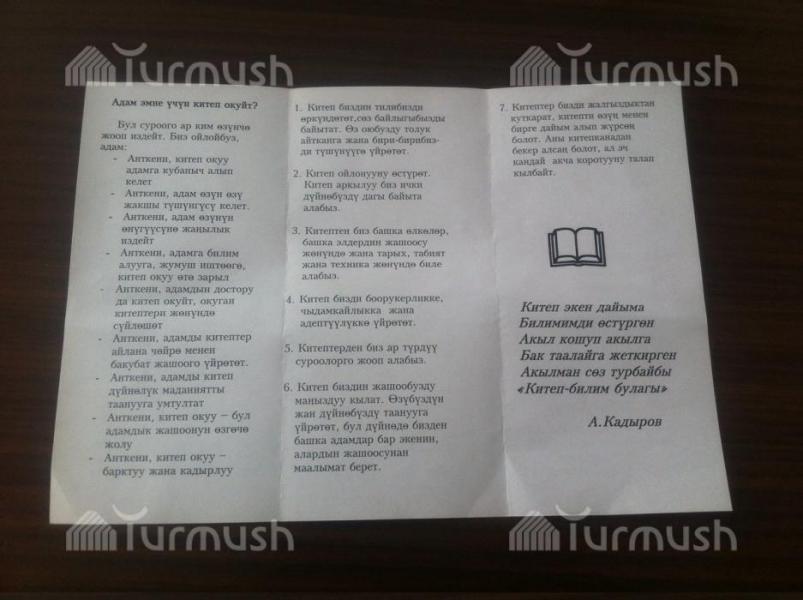 Turmush
Turmush
Адам эмне үчүн китеп окуйт?
Бул суроого ар ким өзүнчө
жооп издейт. Биз ойлойбуз,
адам:
- Анткени, китеп окуу
адамга кубаныч алып
келет
- Анткени, адам өзүн өзү
жакшы түшүнгүсү келет.
- Анткени, адам өзүнүн
өнүгүүсүнө жаңылык
издейт
- Анткени, адамга билим
алууга, жумуш иштөөгө,
китеп окуу өтө зарыл
- Анткени, адамдын достору
да китеп окуйт, окуган
китептери жөнүндө
сүйлөшөт
- Анткени, адамды китептер
айлана чөйрө менен
бакубат жашоого үйрөтөт.
- Анткени, адамды китеп
дүйнөлүк маданиятты
таанууга умтултат
- Анткени, китеп окуу – бул
адамдык жашоонун өзгөчө
жолу
- Анткени, китеп окуу –
барктуу жана кадырлуу
1. Китеп биздин тилибизди
өркүндөтөт,сөз байлыгыбызды
байытат. Өз оюбузду толук
айтканга жана бири-бирибиз-
ди түшүнүүгө үйрөтөт.
2. Китеп ойлонууну өстүрөт.
Китеп аркылуу биз ички
дүйнөбүздү дагы байыта
алабыз.
3. Китептен биз башка өлкөлөр,
башка элдердин жашоосу
жөнүндө жана тарых, табият
жана техника жөнүндө биле
алабыз.
4. Китеп бизди боорукерликке,
чыдамкайлыкка жана
адептүүлүккө үйрөтөт.
5. Китептерден биз ар түрдүү
суроолорго жооп алабыз.
6. Китеп биздин жашообузду
маңыздуу кылат. Өзүбүздүн
жан дүйнөбүздү таанууга
үйрөтөт, бул дүйнөдө бизден
башка адамдар бар экенин,
алардын жашоосунан
маалымат берет.
7. Китептер бизди жалгыздыктан
куткарат, китепти өзүң менен
бирге дайым алып жүрсөң
болот. Аны китепканадан
бекер алсаң болот, ал эч
кандай акча коротууну талап
кылбайт.
Китеп экен дайыма
Билимимди өстүргөн
Акыл кошуп акылга
Бак таалайга жеткирген
Акылман сөз турбайбы
«Китеп-билим булагы»
А.Кадыров
Turmush
Turmush